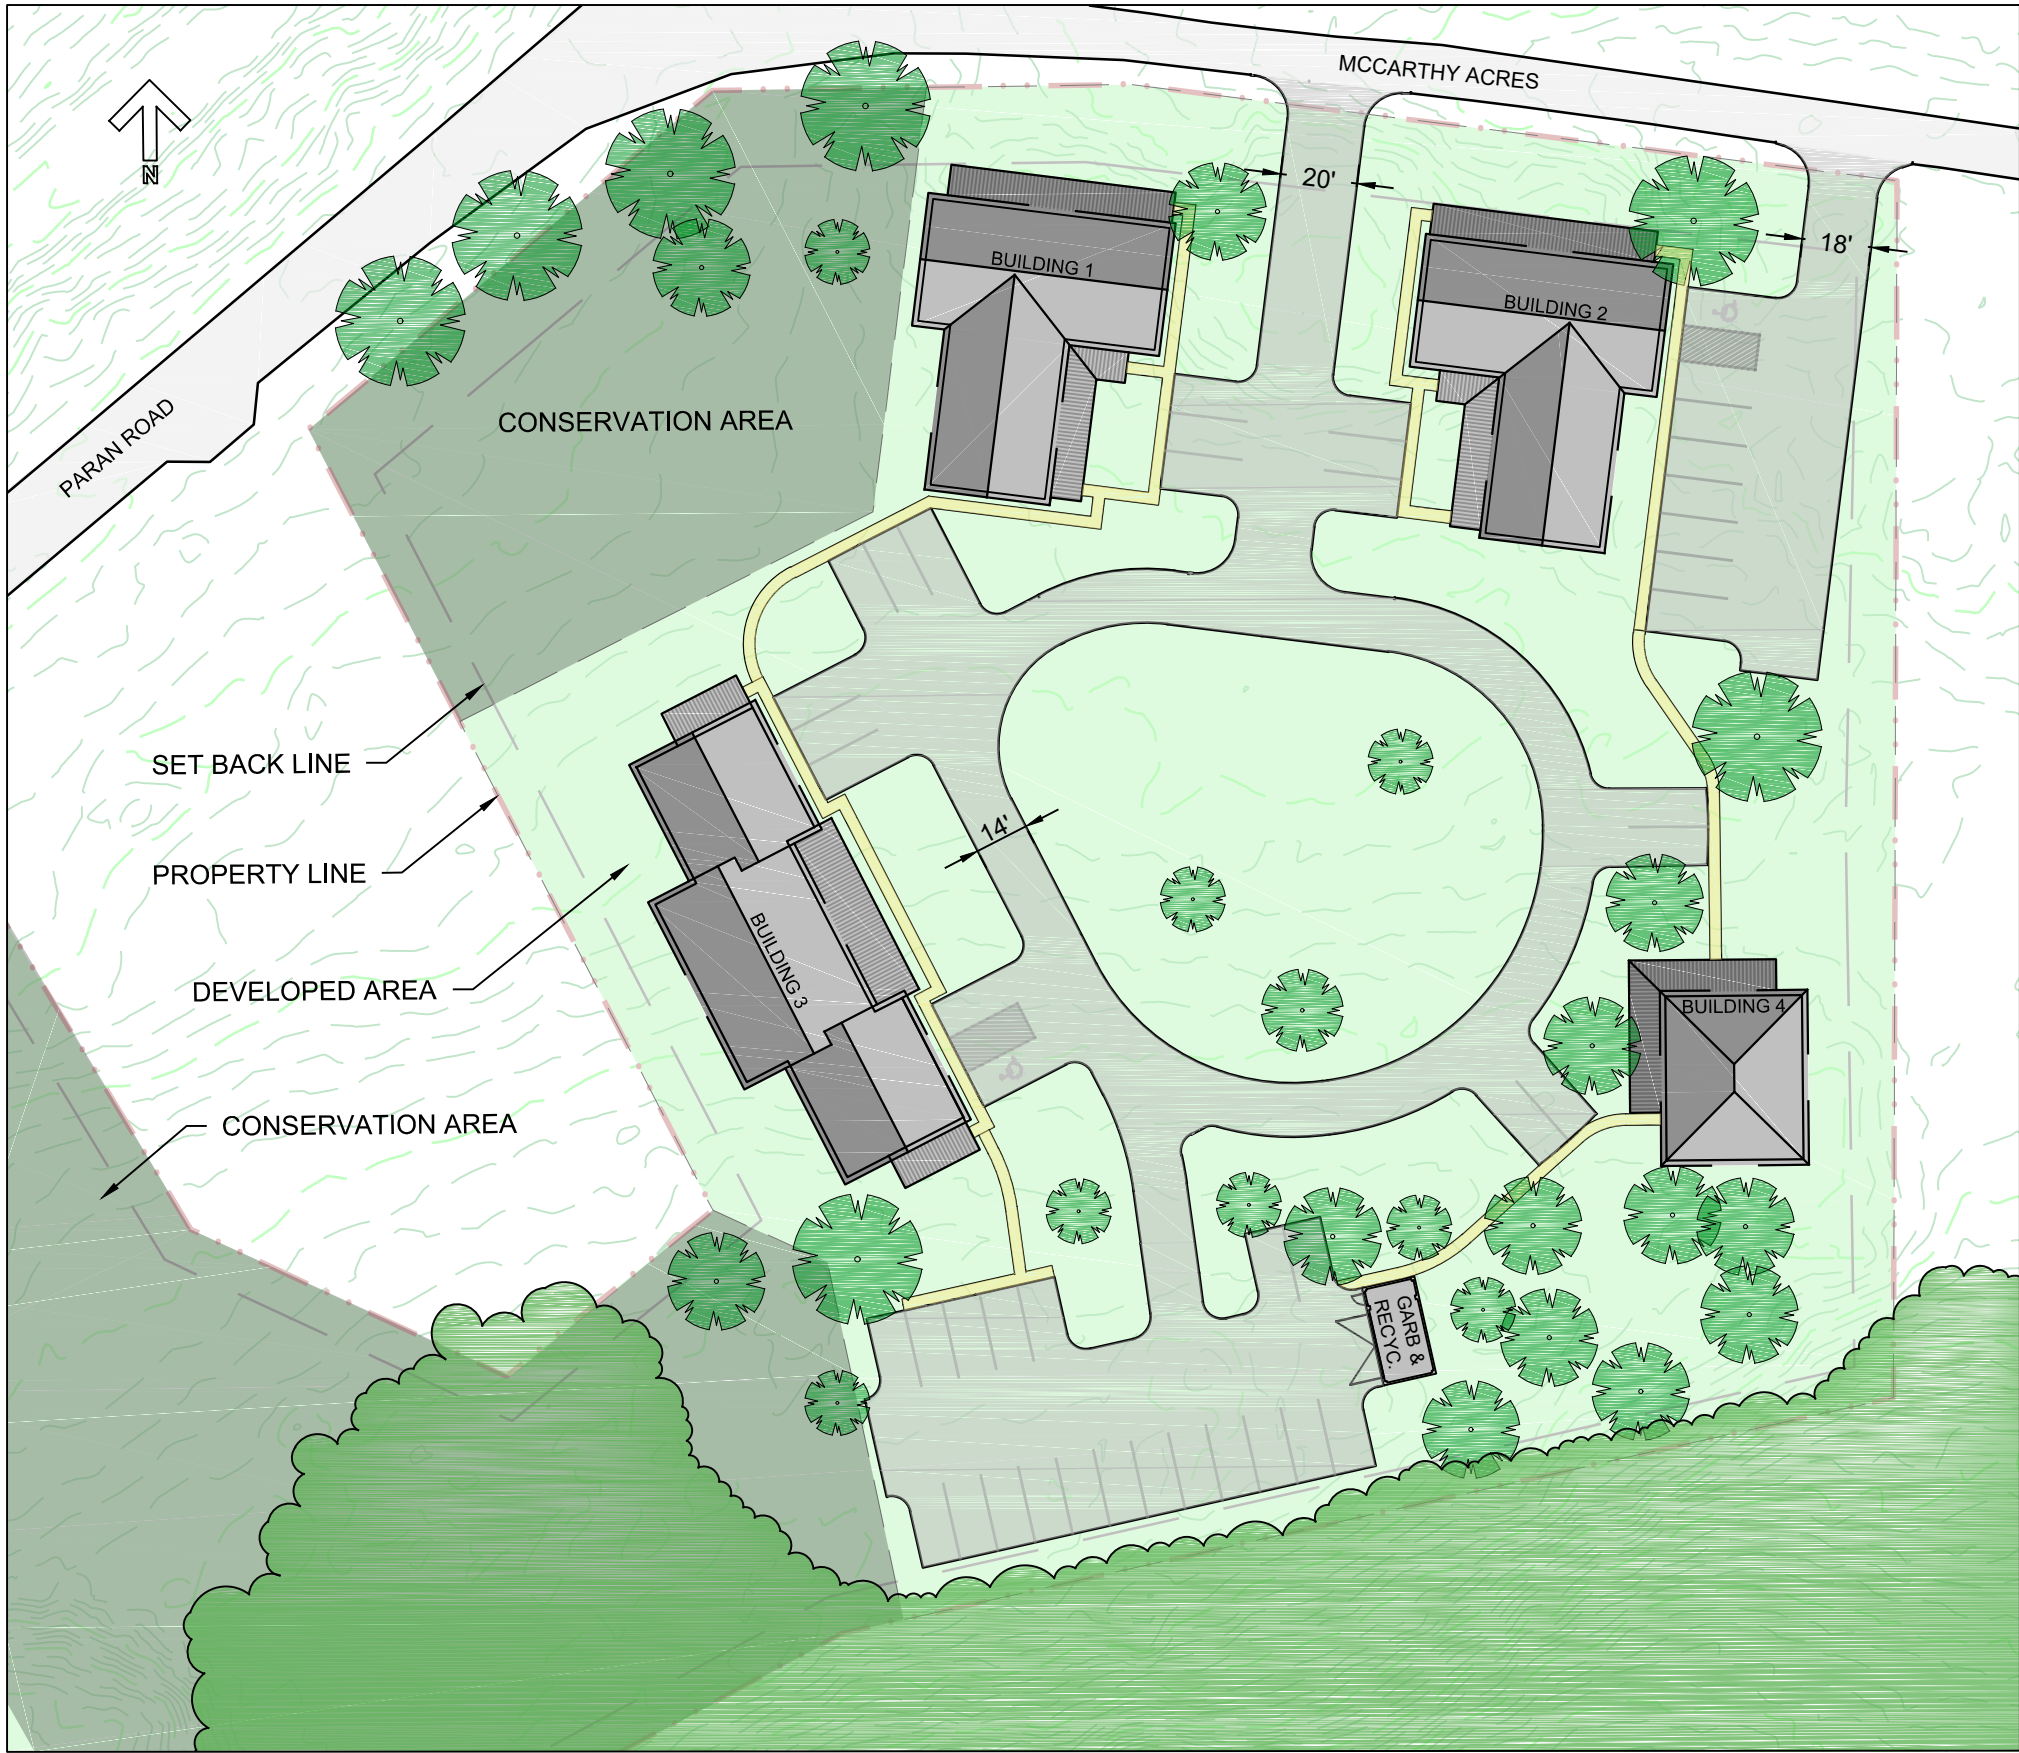 MCCARTHY ACRES
N
20'
18'
BUILDING 1
BUILDING 2
PARAN ROAD
CONSERVATION AREA
SET BACK LINE
14'
PROPERTY LINE
BUILDING 3
DEVELOPED AREA
BUILDING 4
CONSERVATION AREA
GARB &
RECYC.